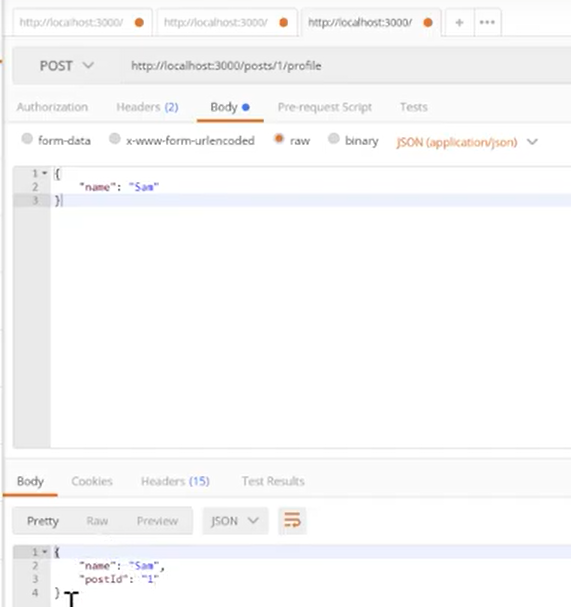 http://localhost:3000/ http://localhost:3000/ http://localhost:3000/ + •••
POST http://localhost:3000/posts/1/profile
Authorization Headers (2) Body Pre-request Script Tests
form-data x-www-form-urlencoded raw binary JSON (application/json)
1 {
2 "name": "Sam"
3 }
Body Cookies Headers (15) Test Results
Pretty Raw Preview JSON
1 {
2 "name": "Sam",
3 "postId": "1"
4 }